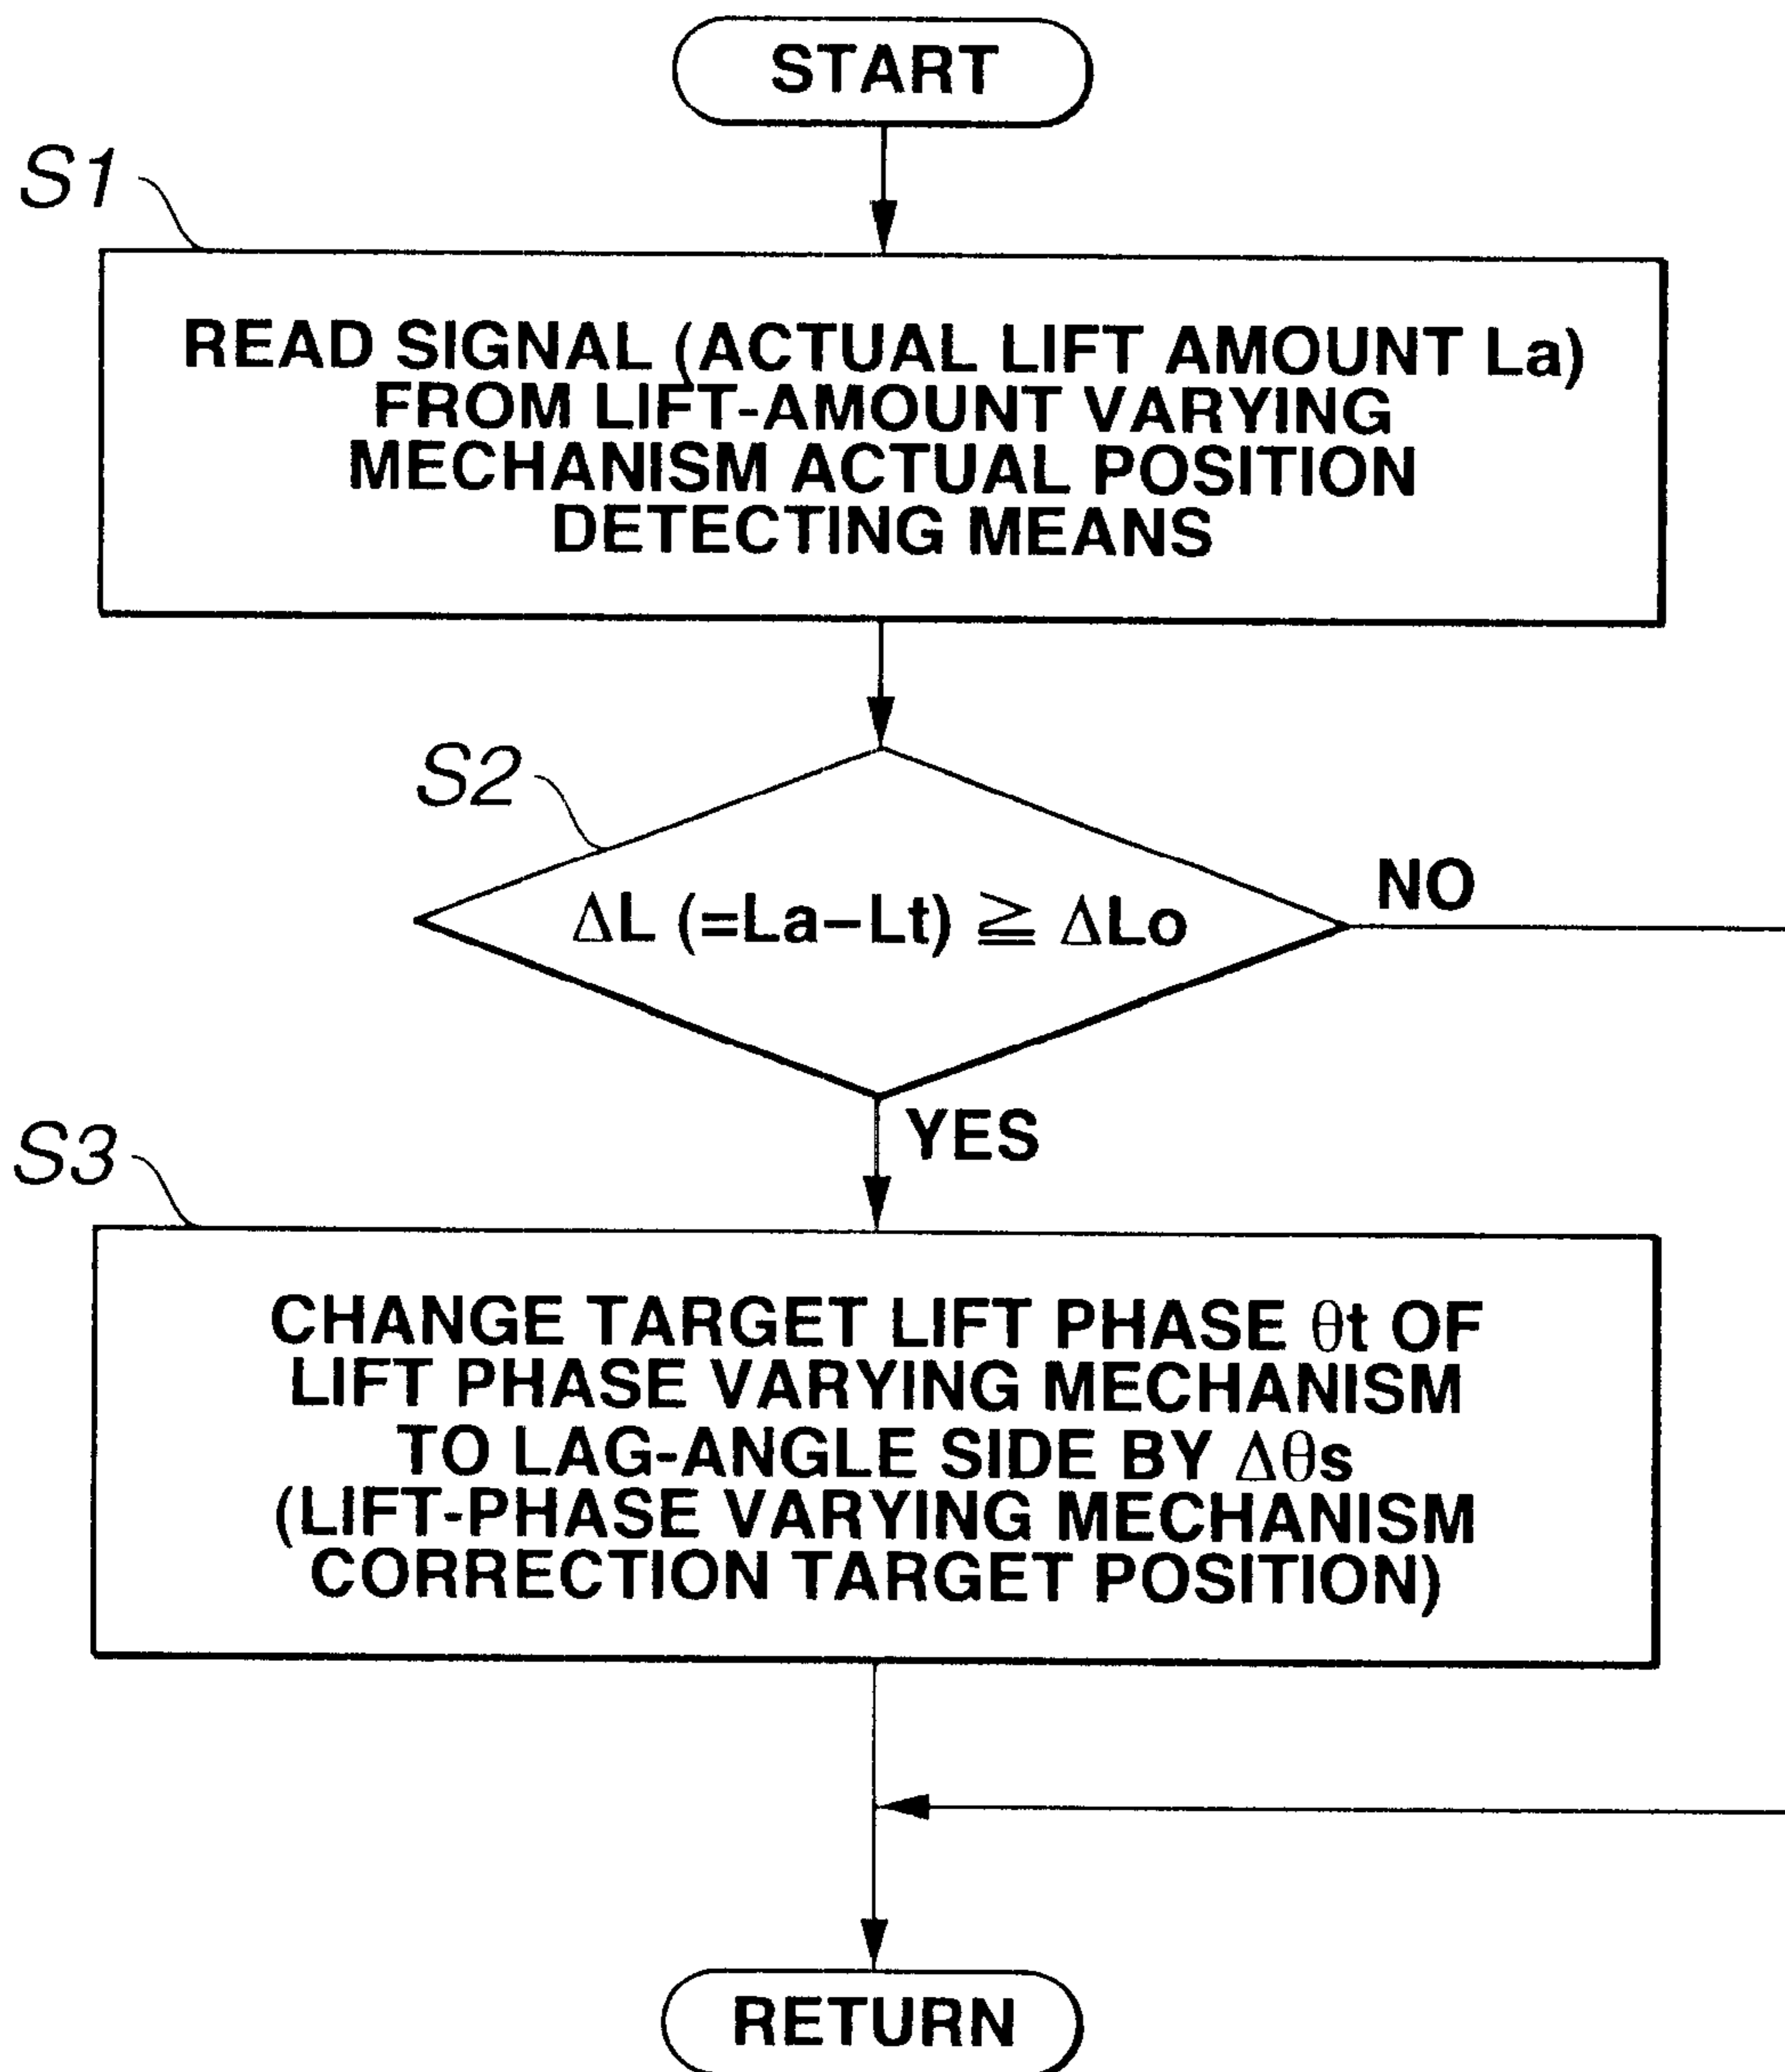 START
S1
READ SIGNAL (ACTUAL LIFT AMOUNT La)
FROM LIFT-AMOUNT VARYING
MECHANISM ACTUAL POSITION
DETECTING MEANS
S2
ΔL (=La−Lt) ≧ ΔLo
NO
YES
S3
CHANGE TARGET LIFT PHASE θt OF
LIFT PHASE VARYING MECHANISM
TO LAG-ANGLE SIDE BY Δθs
(LIFT-PHASE VARYING MECHANISM
CORRECTION TARGET POSITION)
RETURN